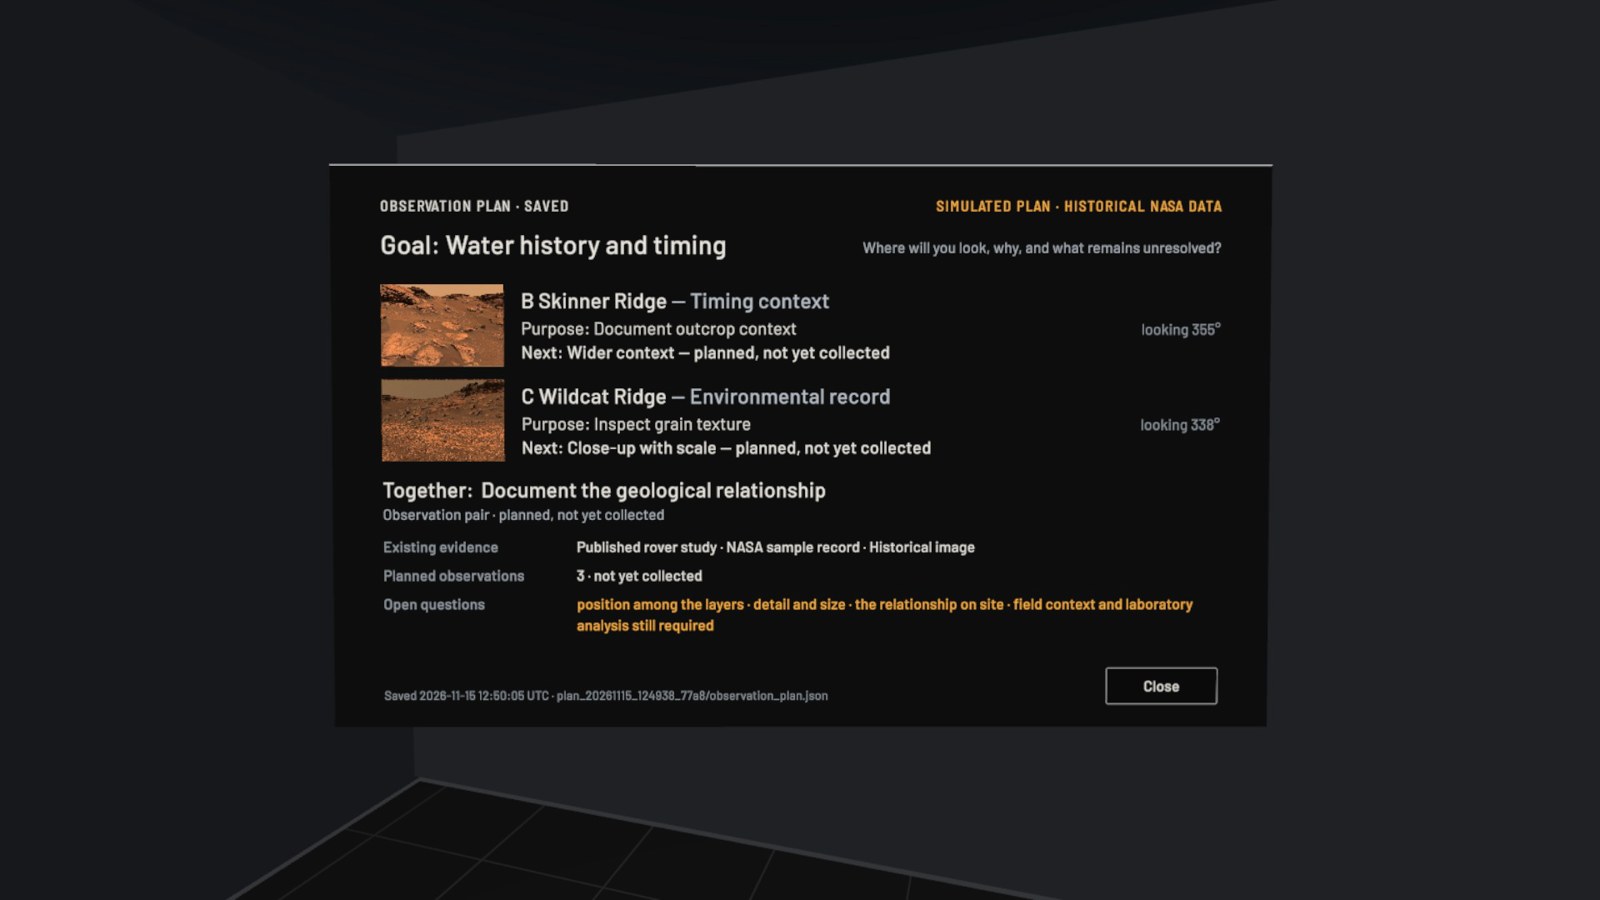 OBSERVATION PLAN · SAVED
SIMULATED PLAN · HISTORICAL NASA DATA
Goal: Water history and timing
Where will you look, why, and what remains unresolved?
B Skinner Ridge — Timing context
Purpose: Document outcrop context
looking 355°
Next: Wider context — planned, not yet collected
C Wildcat Ridge — Environmental record
Purpose: Inspect grain texture
looking 338°
Next: Close-up with scale — planned, not yet collected
Together: Document the geological relationship
Observation pair · planned, not yet collected
Existing evidence
Published rover study · NASA sample record · Historical image
Planned observations
3 · not yet collected
Open questions
position among the layers · detail and size · the relationship on site · field context and laboratory
analysis still required
Saved 2026-11-15 12:50:05 UTC · plan_20261115_124938_77a8/observation_plan.json
Close